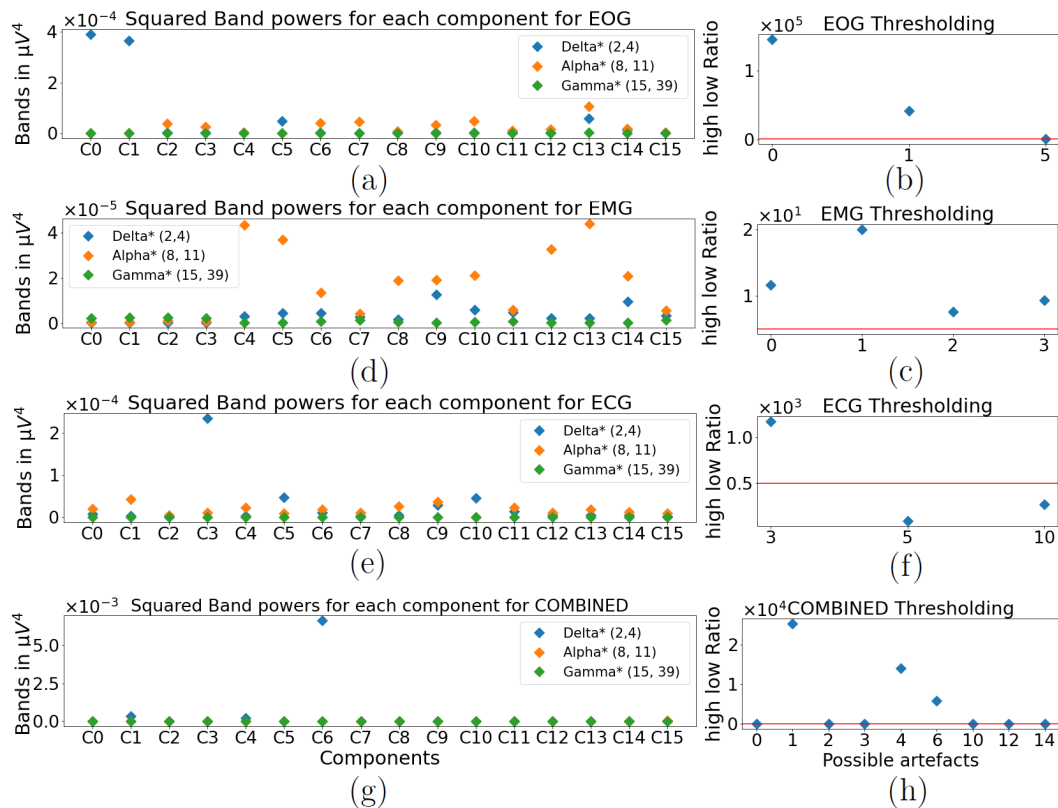 ×10⁻⁴ Squared Band powers for each component for EOG
Bands in μV⁴
4
2
0
Delta* (2,4)
Alpha* (8, 11)
Gamma* (15, 39)
C0 C1 C2 C3 C4 C5 C6 C7 C8 C9 C10 C11 C12 C13 C14 C15
(a)
×10⁵ EOG Thresholding
high low Ratio
1
0
0 1 5
(b)
×10⁻⁵ Squared Band powers for each component for EMG
Bands in μV⁴
4
2
0
Delta* (2,4)
Alpha* (8, 11)
Gamma* (15, 39)
C0 C1 C2 C3 C4 C5 C6 C7 C8 C9 C10 C11 C12 C13 C14 C15
(d)
×10¹ EMG Thresholding
high low Ratio
2
1
0 1 2 3
(c)
×10⁻⁴ Squared Band powers for each component for ECG
Bands in μV⁴
2
1
0
Delta* (2,4)
Alpha* (8, 11)
Gamma* (15, 39)
C0 C1 C2 C3 C4 C5 C6 C7 C8 C9 C10 C11 C12 C13 C14 C15
(e)
×10³ ECG Thresholding
high low Ratio
1.0
0.5
3 5 10
(f)
×10⁻³ Squared Band powers for each component for COMBINED
Bands in μV⁴
5.0
2.5
0.0
Delta* (2,4)
Alpha* (8, 11)
Gamma* (15, 39)
C0 C1 C2 C3 C4 C5 C6 C7 C8 C9 C10 C11 C12 C13 C14 C15
Components
(g)
×10⁴COMBINED Thresholding
high low Ratio
2
1
0
0 1 2 3 4 6 10 12 14
Possible artefacts
(h)